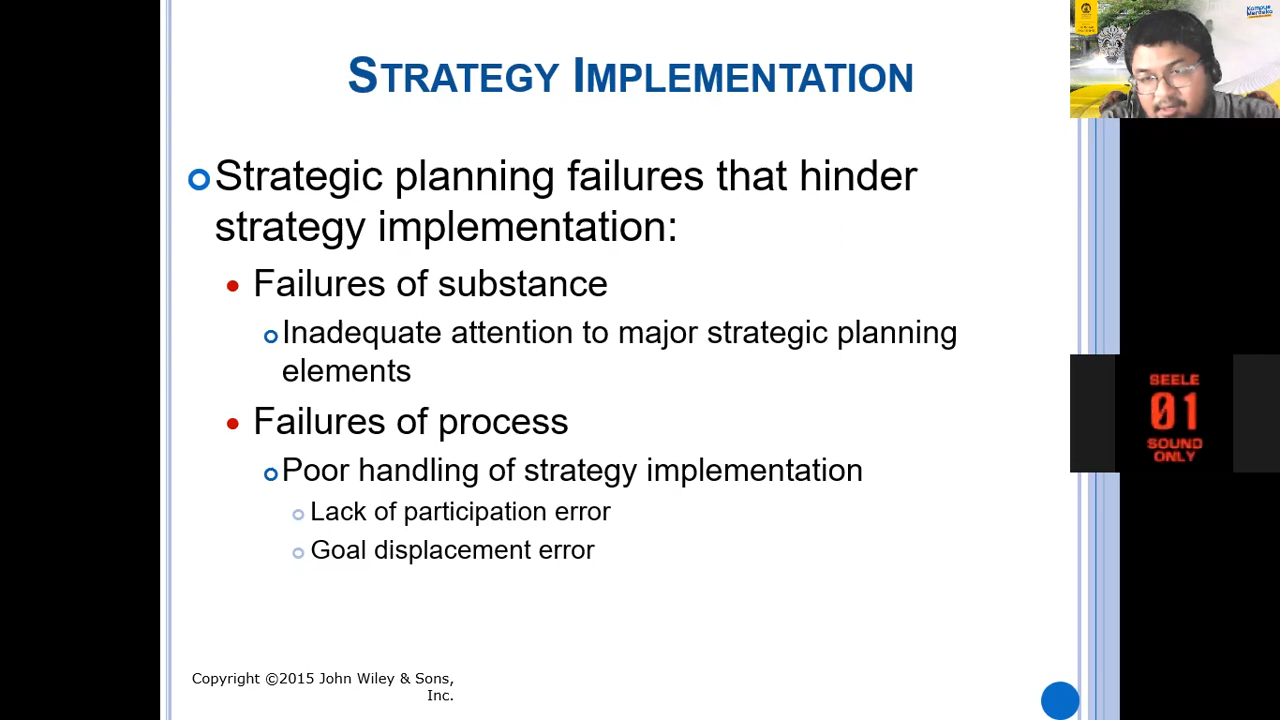 STRATEGY IMPLEMENTATION
Strategic planning failures that hinder
strategy implementation:
Failures of substance
Inadequate attention to major strategic planning
elements
Failures of process
Poor handling of strategy implementation
Lack of participation error
Goal displacement error
Copyright ©2015 John Wiley & Sons,
Inc.
Kampus
Merdeka
SEELE
01
SOUND
ONLY